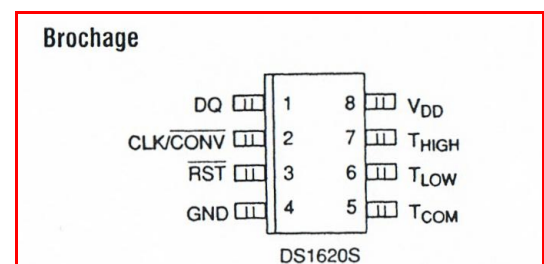 Brochage
DQ 1 8 VDD
CLK/CONV 2 7 THIGH
RST 3 6 TLOW
GND 4 5 TCOM
DS1620S